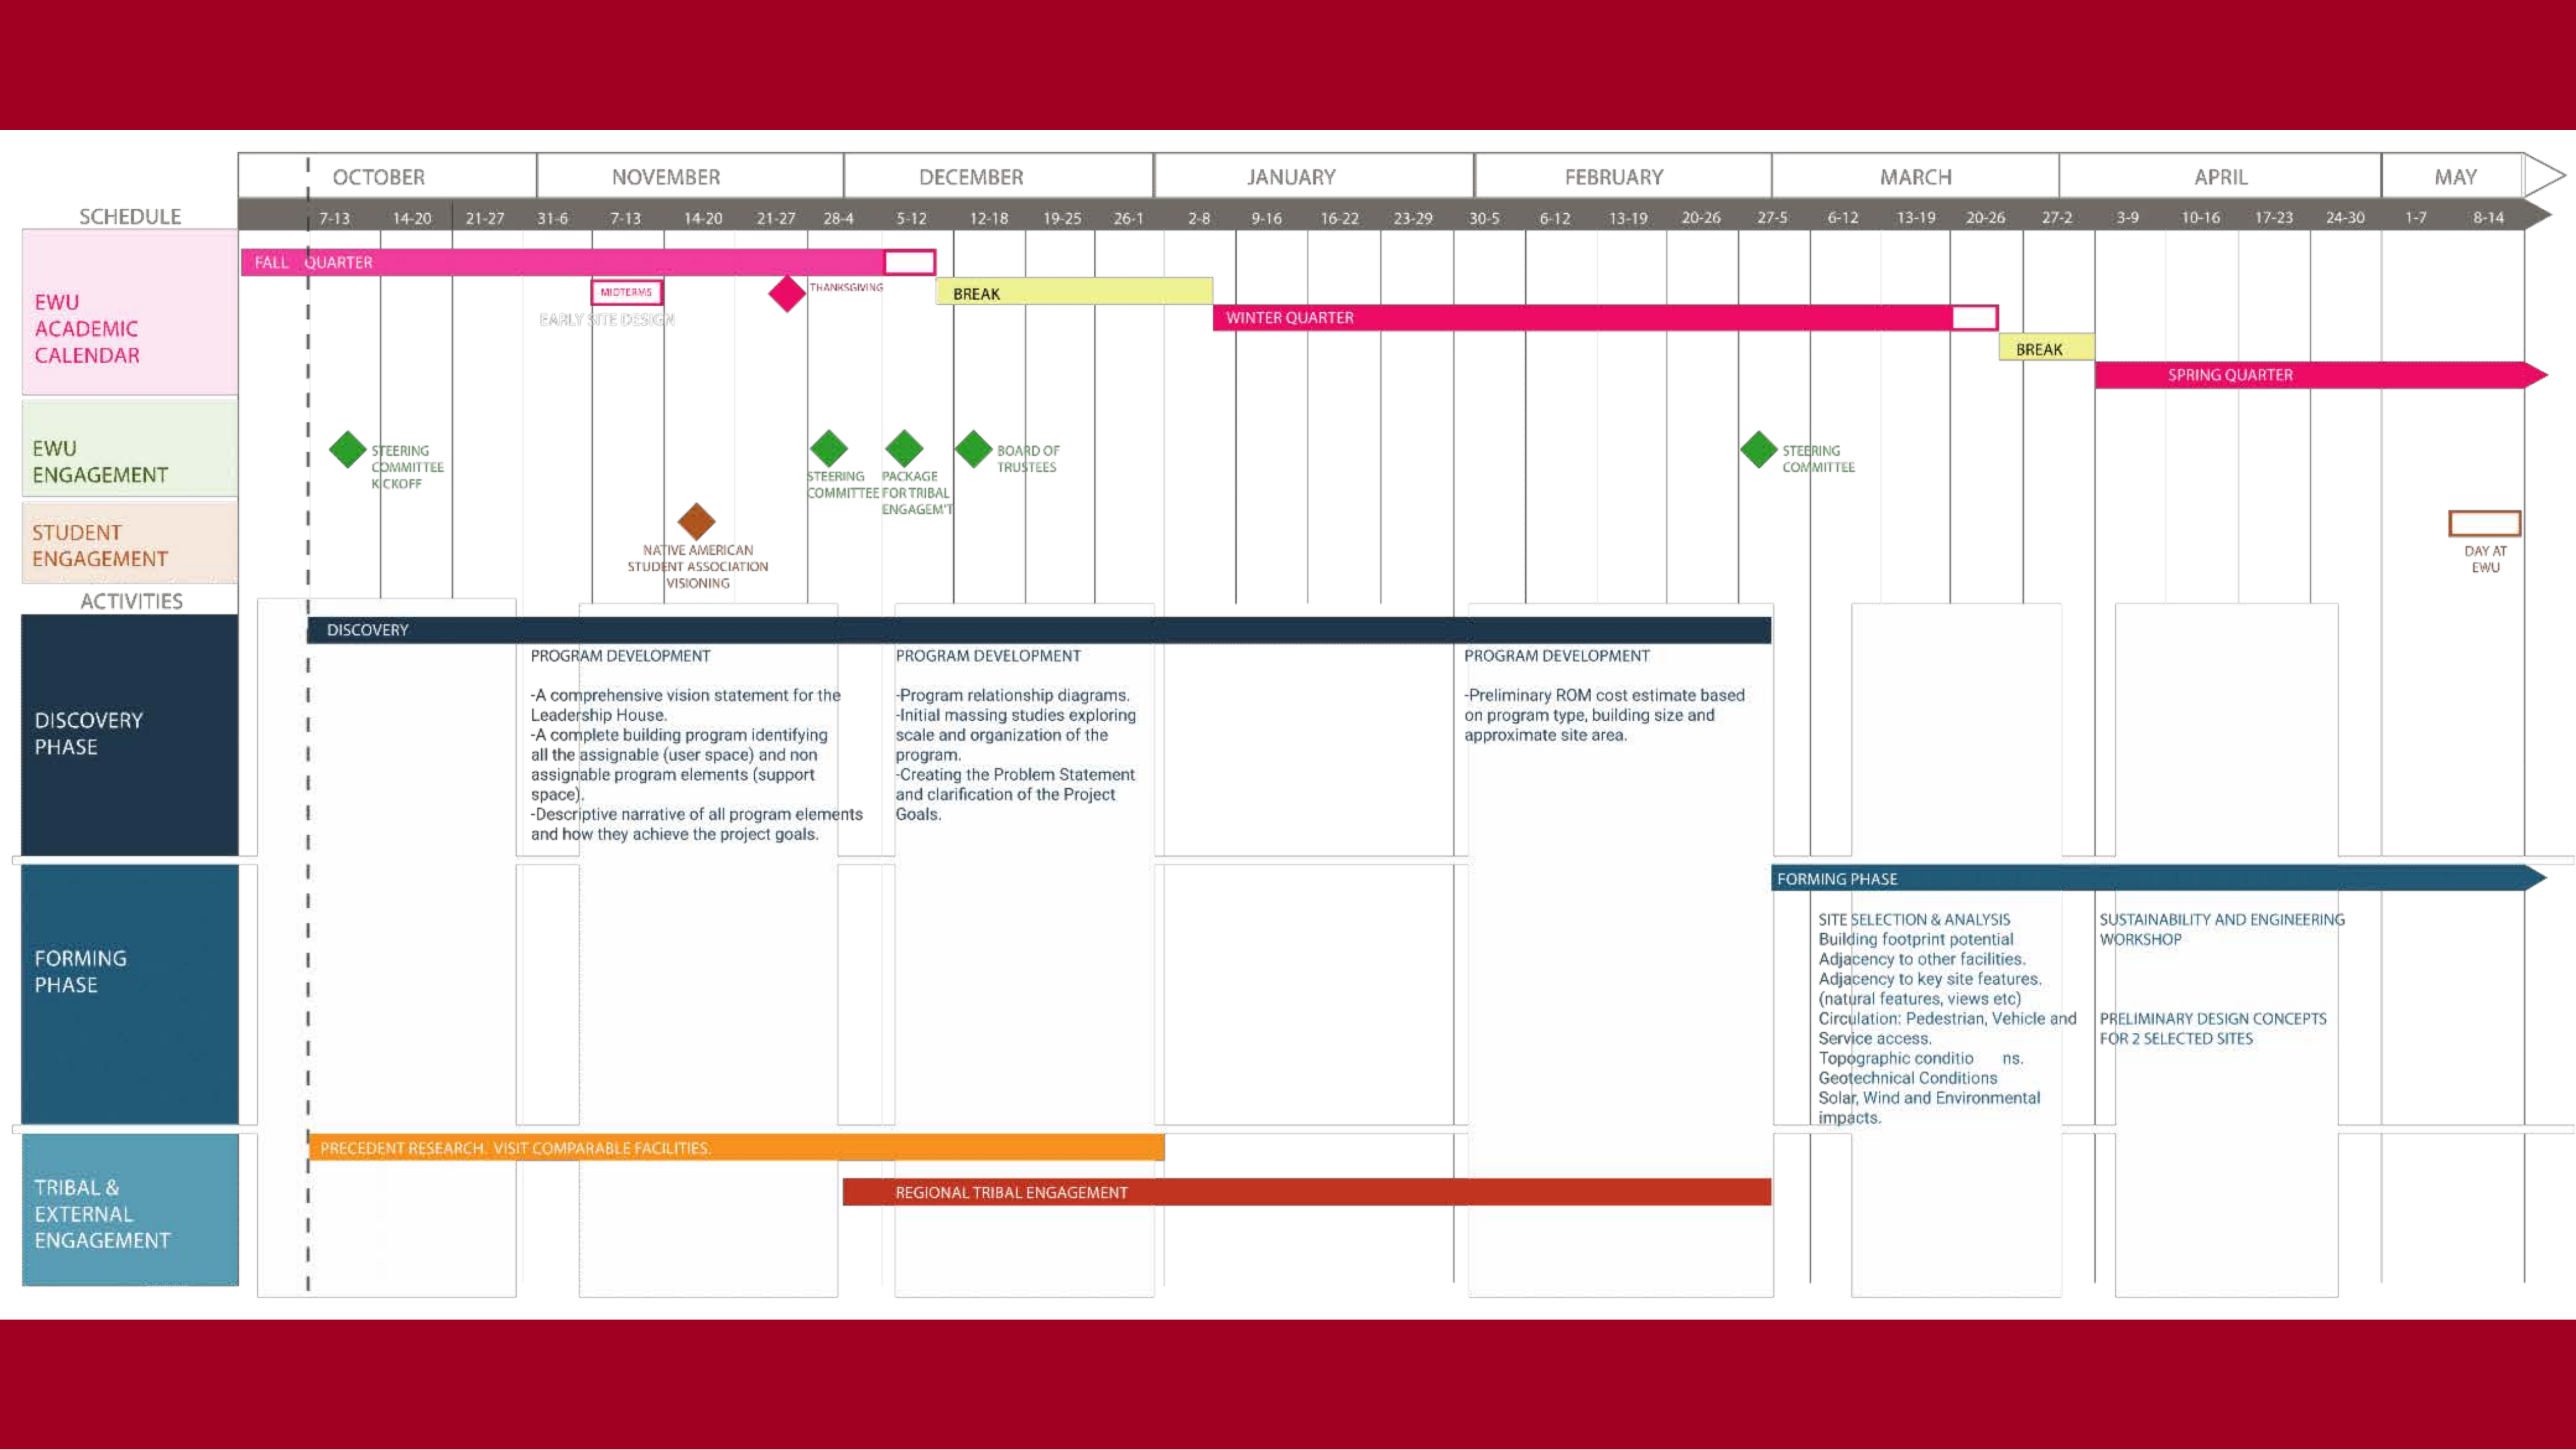 OCTOBER
NOVEMBER
DECEMBER
JANUARY
FEBRUARY
MARCH
APRIL
MAY
SCHEDULE
7-13
14-20
21-27
31-6
7-13
14-20
21-27
28-4
5-12
12-18
19-25
26-1
2-8
9-16
16-22
23-29
30-5
6-12
13-19
20-26
27-5
6-12
13-19
20-26
27-2
3-9
10-16
17-23
24-30
1-7
8-14
EWU
ACADEMIC
CALENDAR
FALL QUARTER
MIDTERMS
THANKSGIVING
BREAK
EARLY SITE DESIGN
WINTER QUARTER
BREAK
SPRING QUARTER
EWU
ENGAGEMENT
STEERING
COMMITTEE
KICKOFF
STEERING
COMMITTEE
PACKAGE
FOR TRIBAL
ENGAGEM'T
BOARD OF
TRUSTEES
STEERING
COMMITTEE
STUDENT
ENGAGEMENT
NATIVE AMERICAN
STUDENT ASSOCIATION
VISIONING
DAY AT
EWU
ACTIVITIES
DISCOVERY
PHASE
DISCOVERY
PROGRAM DEVELOPMENT
-A comprehensive vision statement for the
Leadership House.
-A complete building program identifying
all the assignable (user space) and non
assignable program elements (support
space).
-Descriptive narrative of all program elements
and how they achieve the project goals.
PROGRAM DEVELOPMENT
-Program relationship diagrams.
-Initial massing studies exploring
scale and organization of the
program.
-Creating the Problem Statement
and clarification of the Project
Goals.
PROGRAM DEVELOPMENT
-Preliminary ROM cost estimate based
on program type, building size and
approximate site area.
FORMING
PHASE
FORMING PHASE
SITE SELECTION & ANALYSIS
Building footprint potential
Adjacency to other facilities.
Adjacency to key site features.
(natural features, views etc)
Circulation: Pedestrian, Vehicle and
Service access.
Topographic conditio ns.
Geotechnical Conditions
Solar, Wind and Environmental
impacts.
SUSTAINABILITY AND ENGINEERING
WORKSHOP
PRELIMINARY DESIGN CONCEPTS
FOR 2 SELECTED SITES
TRIBAL &
EXTERNAL
ENGAGEMENT
PRECEDENT RESEARCH. VISIT COMPARABLE FACILITIES.
REGIONAL TRIBAL ENGAGEMENT